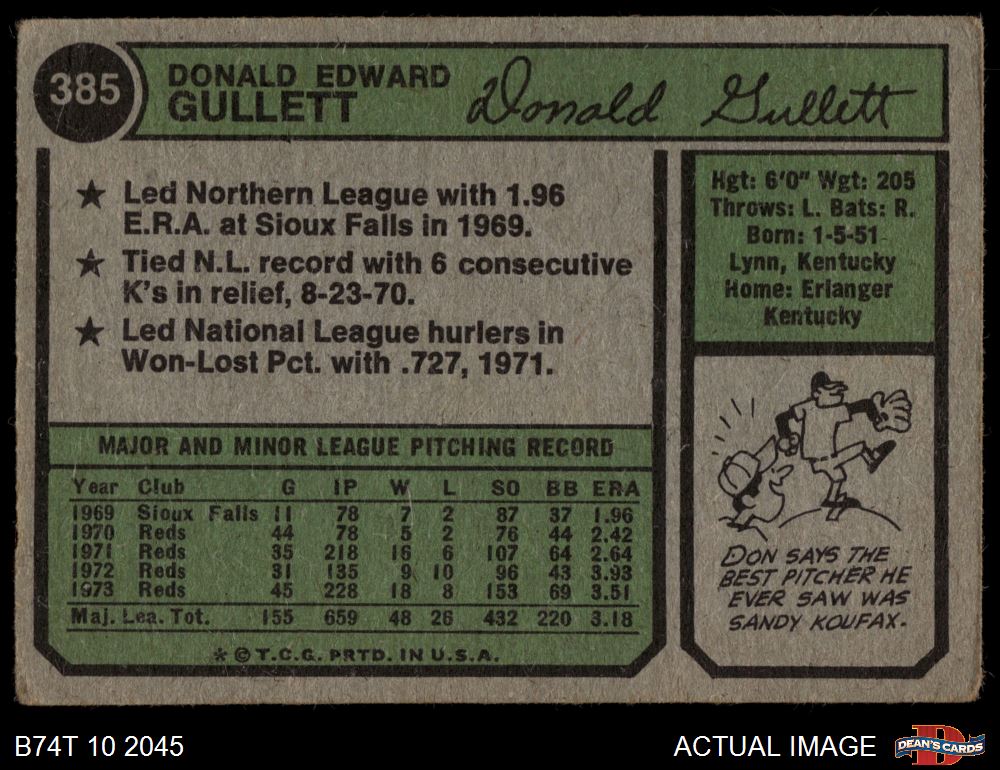 385
DONALD EDWARD
GULLETT
Donald Gullett
★ Led Northern League with 1.96
E.R.A. at Sioux Falls in 1969.
★ Tied N.L. record with 6 consecutive
K's in relief, 8-23-70.
★ Led National League hurlers in
Won-Lost Pct. with .727, 1971.
Hgt: 6'0" Wgt: 205
Throws: L. Bats: R.
Born: 1-5-51
Lynn, Kentucky
Home: Erlanger
Kentucky
MAJOR AND MINOR LEAGUE PITCHING RECORD
Year Club G IP W L SO BB ERA
1969 Sioux Falls 11 78 7 2 87 37 1.96
1970 Reds 44 78 5 2 76 44 2.42
1971 Reds 35 218 16 6 107 64 2.64
1972 Reds 31 135 9 10 96 43 3.93
1973 Reds 45 228 18 8 153 69 3.51
Maj. Lea. Tot. 155 659 48 26 432 220 3.18
* © T.C.G. PRTD. IN U.S.A.
DON SAYS THE
BEST PITCHER HE
EVER SAW WAS
SANDY KOUFAX.
B74T 10 2045
ACTUAL IMAGE
D
DEAN'S CARDS